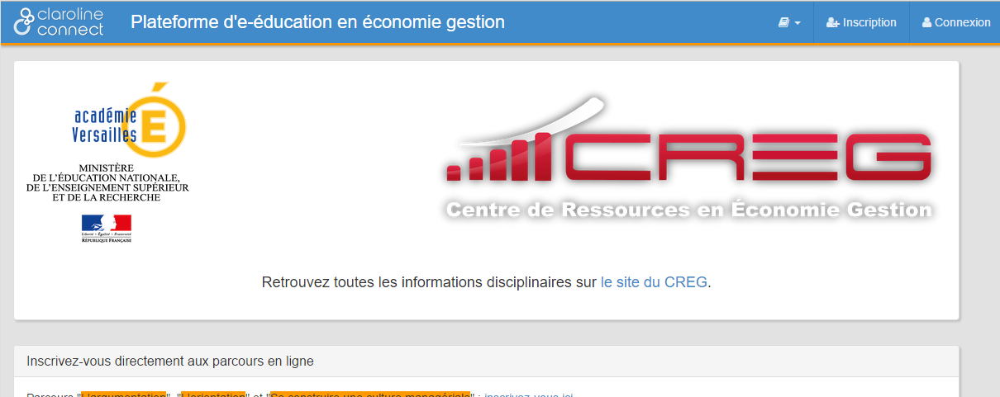 claroline
connect
Plateforme d'e-éducation en économie gestion
Inscription
Connexion
académie
Versailles
É
MINISTÈRE
DE L'ÉDUCATION NATIONALE,
DE L'ENSEIGNEMENT SUPÉRIEUR
ET DE LA RECHERCHE
Liberté • Égalité • Fraternité
RÉPUBLIQUE FRANÇAISE
CREG
Centre de Ressources en Économie Gestion
Retrouvez toutes les informations disciplinaires sur le site du CREG.
Inscrivez-vous directement aux parcours en ligne
Parcours "L'argumentation", "L'orientation" et "Se construire une culture managériale" : inscrivez-vous ici